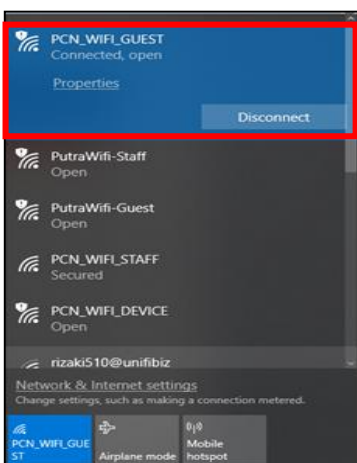 PCN_WIFI_GUEST
Connected, open
Properties
Disconnect
PutraWifi-Staff
Open
PutraWifi-Guest
Open
PCN_WIFI_STAFF
Secured
PCN_WIFI_DEVICE
Open
rizaki510@unifibiz
Network & Internet settings
Change settings, such as making a connection metered.
PCN_WIFI_GUE
ST
Airplane mode
Mobile
hotspot